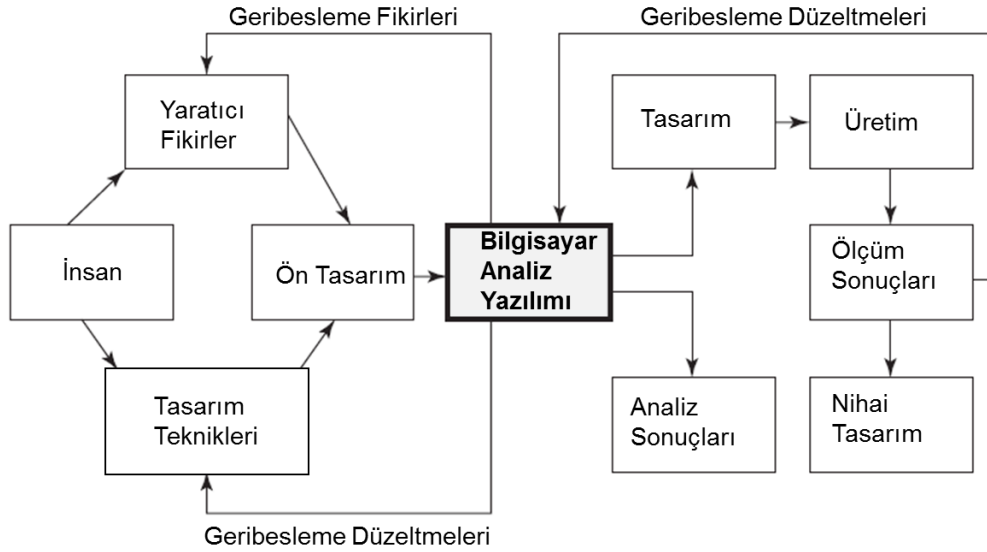 Geribesleme Fikirleri
Geribesleme Düzeltmeleri
Yaratıcı
Fikirler
Tasarım
Üretim
İnsan
Ön Tasarım
Bilgisayar
Analiz
Yazılımı
Ölçüm
Sonuçları
Tasarım
Teknikleri
Analiz
Sonuçları
Nihai
Tasarım
Geribesleme Düzeltmeleri